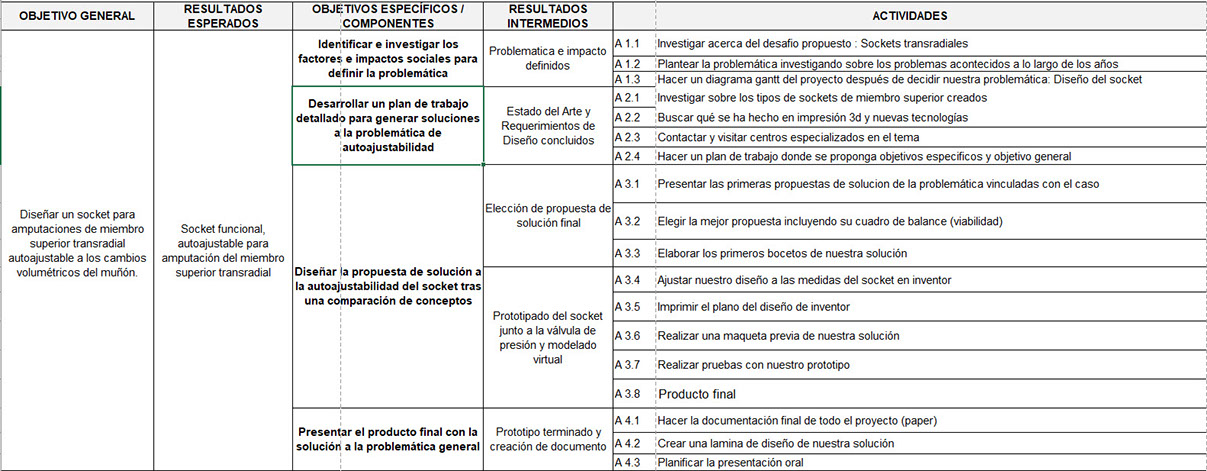 OBJETIVO GENERAL
RESULTADOS
ESPERADOS
OBJETIVOS ESPECÍFICOS /
COMPONENTES
RESULTADOS
INTERMEDIOS
ACTIVIDADES
Diseñar un socket para
amputaciones de miembro
superior transradial
autoajustable a los cambios
volumétricos del muñón.
Socket funcional,
autoajustable para
amputación del miembro
superior transradial
Identificar e investigar los
factores e impactos sociales para
definir la problemática
Problematica e impacto
definidos
A 1.1 Investigar acerca del desafio propuesto : Sockets transradiales
A 1.2 Plantear la problemática investigando sobre los problemas acontecidos a lo largo de los años
A 1.3 Hacer un diagrama gantt del proyecto después de decidir nuestra problemática: Diseño del socket
Desarrollar un plan de trabajo
detallado para generar soluciones
a la problemática de
autoajustabilidad
Estado del Arte y
Requerimientos de
Diseño concluidos
A 2.1 Investigar sobre los tipos de sockets de miembro superior creados
A 2.2 Buscar qué se ha hecho en impresión 3d y nuevas tecnologías
A 2.3 Contactar y visitar centros especializados en el tema
A 2.4 Hacer un plan de trabajo donde se proponga objetivos especificos y objetivo general
Diseñar la propuesta de solución a
la autoajustabilidad del socket tras
una comparación de conceptos
Elección de propuesta de
solución final
A 3.1 Presentar las primeras propuestas de solucion de la problemática vinculadas con el caso
A 3.2 Elegir la mejor propuesta incluyendo su cuadro de balance (viabilidad)
A 3.3 Elaborar los primeros bocetos de nuestra solución
Prototipado del socket
junto a la válvula de
presión y modelado
virtual
A 3.4 Ajustar nuestro diseño a las medidas del socket en inventor
A 3.5 Imprimir el plano del diseño de inventor
A 3.6 Realizar una maqueta previa de nuestra solución
A 3.7 Realizar pruebas con nuestro prototipo
A 3.8 Producto final
Presentar el producto final con la
solución a la problemática general
Prototipo terminado y
creación de documento
A 4.1 Hacer la documentación final de todo el proyecto (paper)
A 4.2 Crear una lamina de diseño de nuestra solución
A 4.3 Planificar la presentación oral